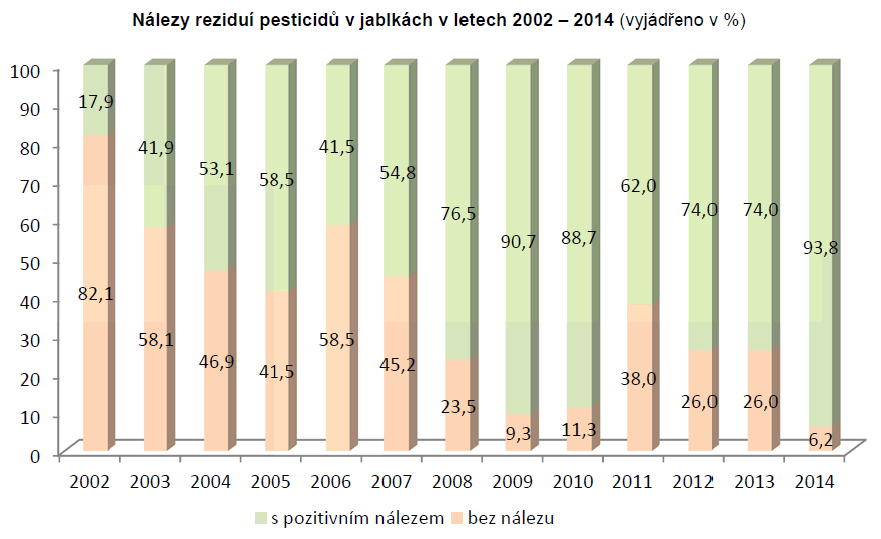 Nálezy reziduí pesticidů v jablkách v letech 2002 – 2014 (vyjádřeno v %)
100
90
80
70
60
50
40
30
20
10
0
17,9 41,9 53,1 58,5 41,5 54,8 76,5 90,7 88,7 62,0 74,0 74,0 93,8
82,1 58,1 46,9 41,5 58,5 45,2 23,5 9,3 11,3 38,0 26,0 26,0 6,2
2002 2003 2004 2005 2006 2007 2008 2009 2010 2011 2012 2013 2014
s pozitivním nálezem bez nálezu